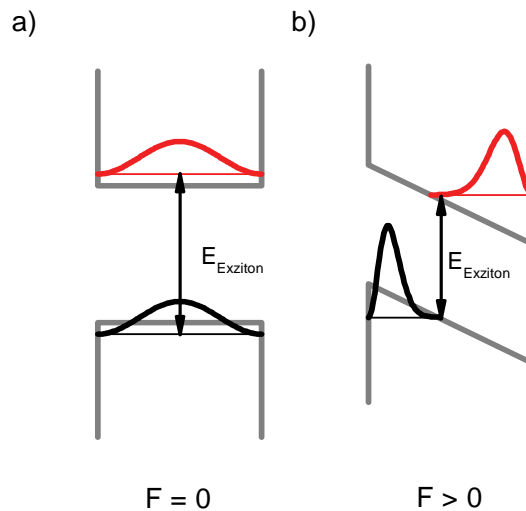 a)
b)
E_Exziton
E_Exziton
F = 0
F > 0